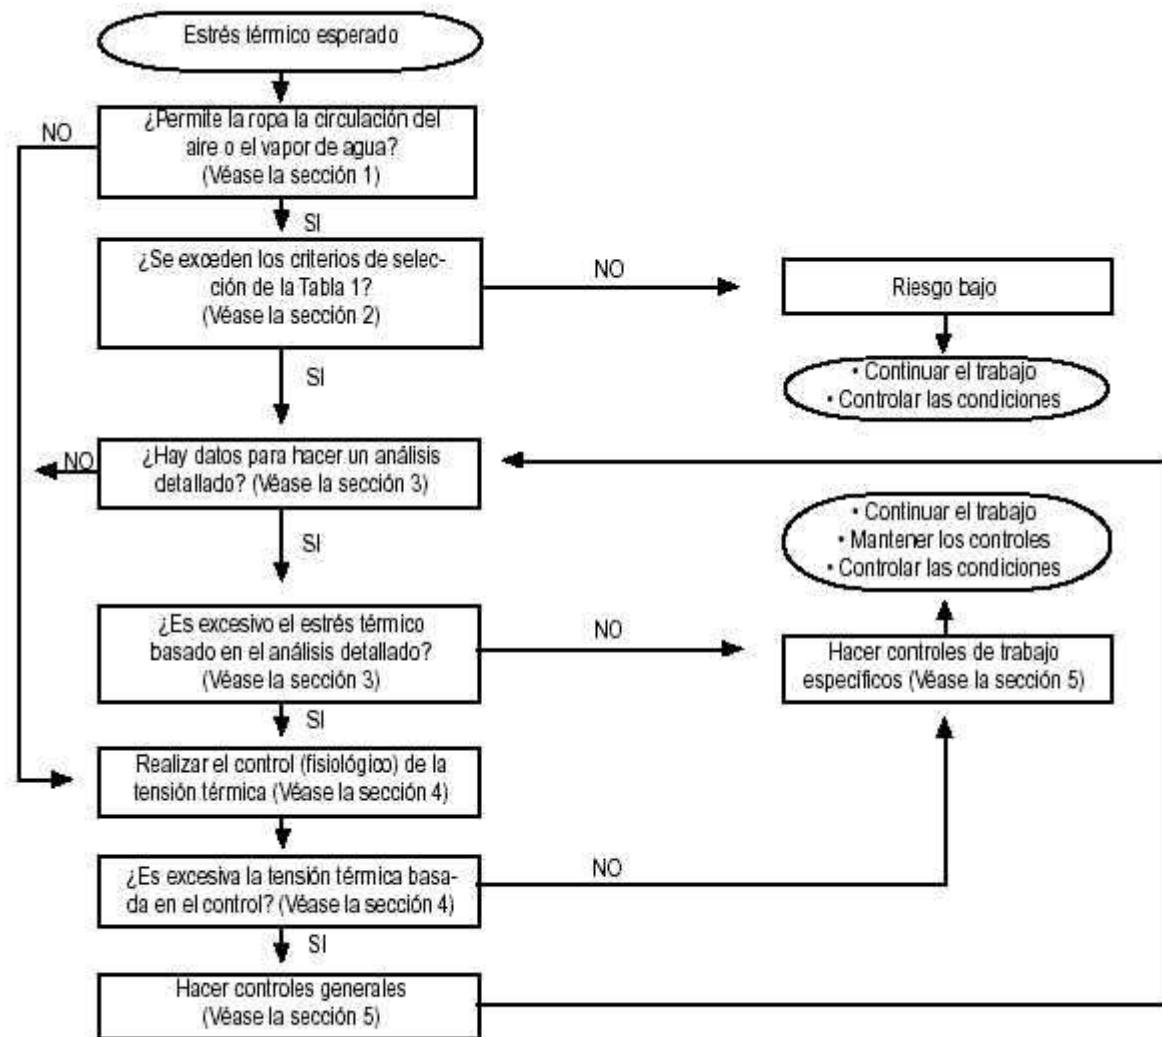 Estrés térmico esperado
NO
¿Permite la ropa la circulación del
aire o el vapor de agua?
(Véase la sección 1)
SI
¿Se exceden los criterios de selec-
ción de la Tabla 1?
(Véase la sección 2)
NO
Riesgo bajo
SI
• Continuar el trabajo
• Controlar las condiciones
NO
¿Hay datos para hacer un análisis
detallado? (Véase la sección 3)
SI
• Continuar el trabajo
• Mantener los controles
• Controlar las condiciones
¿Es excesivo el estrés térmico
basado en el análisis detallado?
(Véase la sección 3)
NO
Hacer controles de trabajo
específicos (Véase la sección 5)
SI
Realizar el control (fisiológico) de la
tensión térmica (Véase la sección 4)
¿Es excesiva la tensión térmica basa-
da en el control? (Véase la sección 4)
NO
SI
Hacer controles generales
(Véase la sección 5)